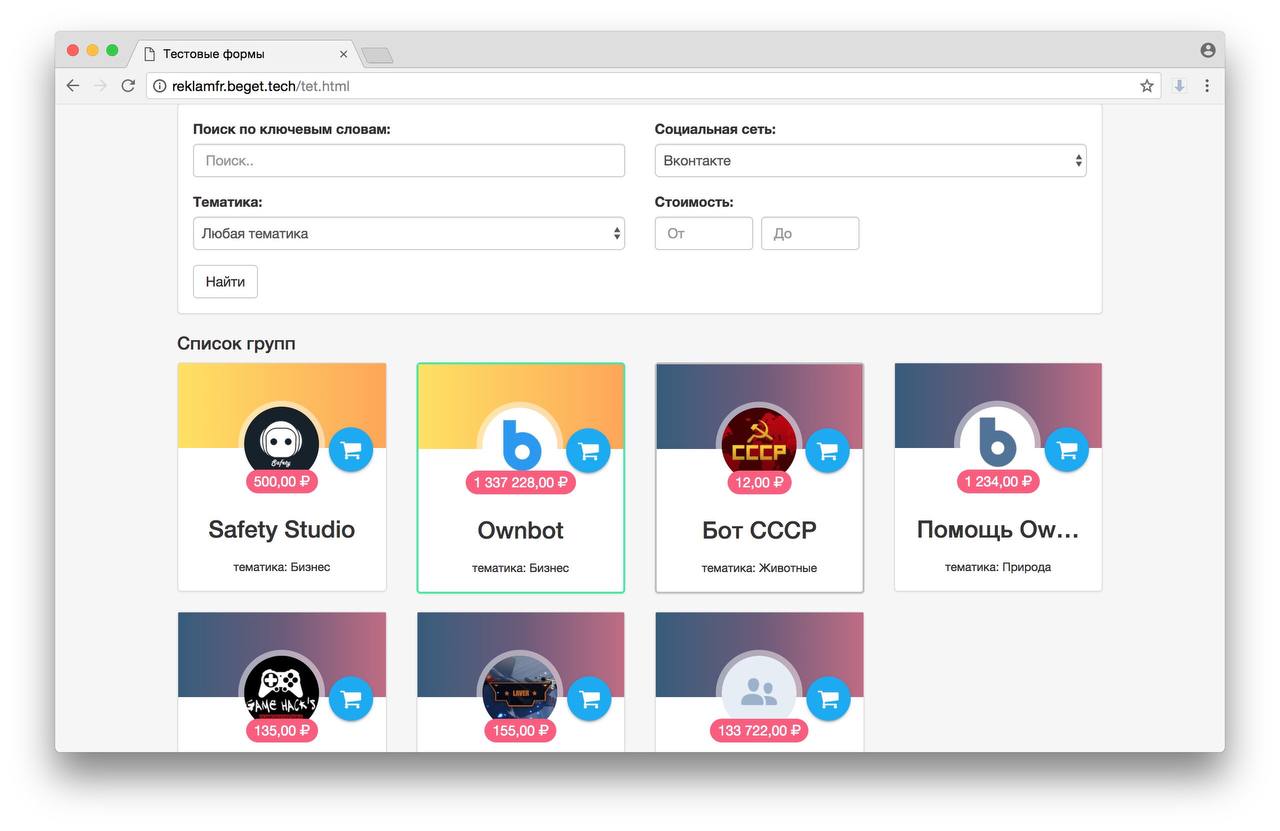 Тестовые формы
reklamfr.beget.tech/tet.html
Поиск по ключевым словам:
Социальная сеть:
Поиск..
Вконтакте
Тематика:
Стоимость:
Любая тематика
От
До
Найти
Список групп
Safety
500,00 ₽
Safety Studio
тематика: Бизнес
1 337 228,00 ₽
Ownbot
тематика: Бизнес
СССР
12,00 ₽
Бот СССР
тематика: Животные
1 234,00 ₽
Помощь Ow...
тематика: Природа
GAME HACK'S
135,00 ₽
LAVER
155,00 ₽
133 722,00 ₽